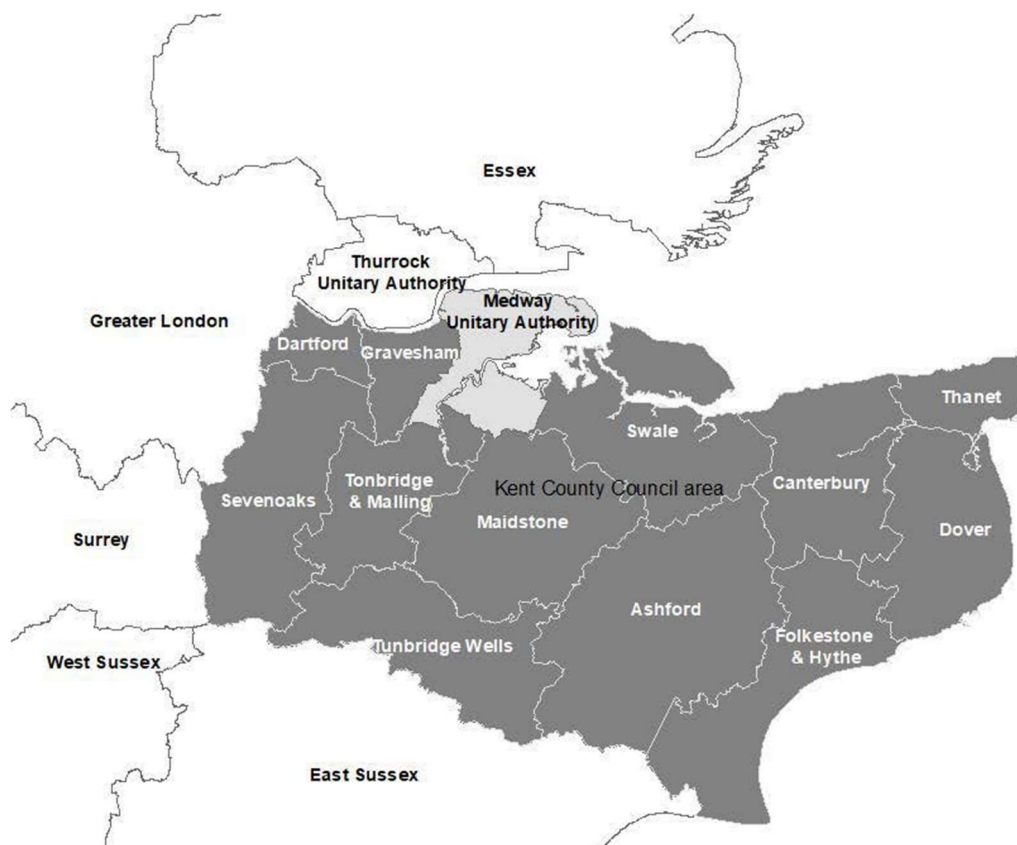 Essex
Thurrock
Unitary Authority
Medway
Unitary Authority
Greater London
Dartford
Gravesham
Thanet
Swale
Sevenoaks
Tonbridge
& Malling
Kent County Council area
Canterbury
Maidstone
Dover
Surrey
Ashford
Folkestone
& Hythe
Tunbridge Wells
West Sussex
East Sussex